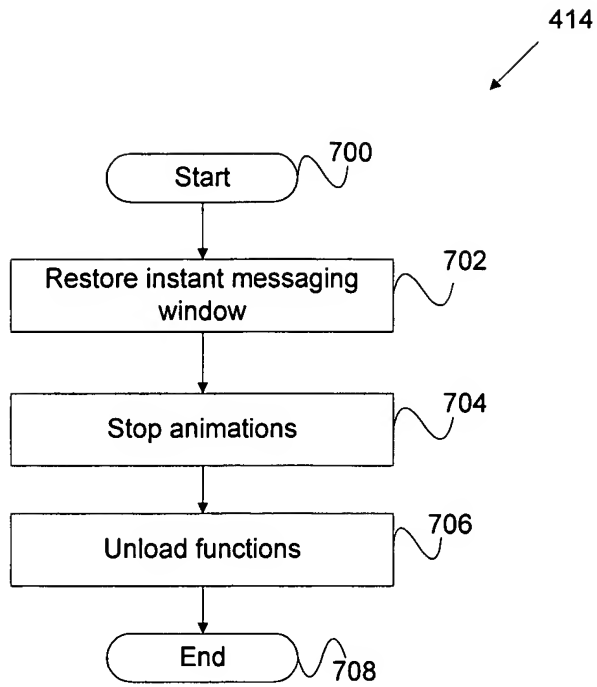 414
Start
700
Restore instant messaging
window
702
Stop animations
704
Unload functions
706
End
708